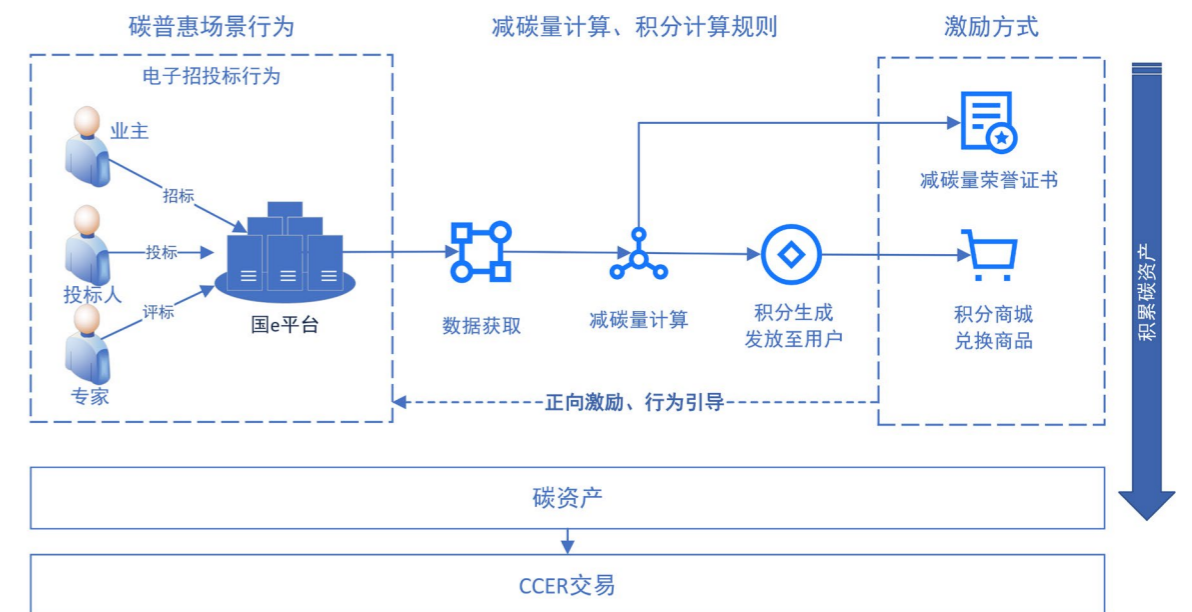 碳普惠场景行为
减碳量计算、积分计算规则
激励方式
电子招投标行为
业主
招标
投标
投标人
评标
专家
国e平台
数据获取
减碳量计算
积分生成
发放至用户
减碳量荣誉证书
积分商城
兑换商品
正向激励、行为引导
积累碳资产
碳资产
CCER交易